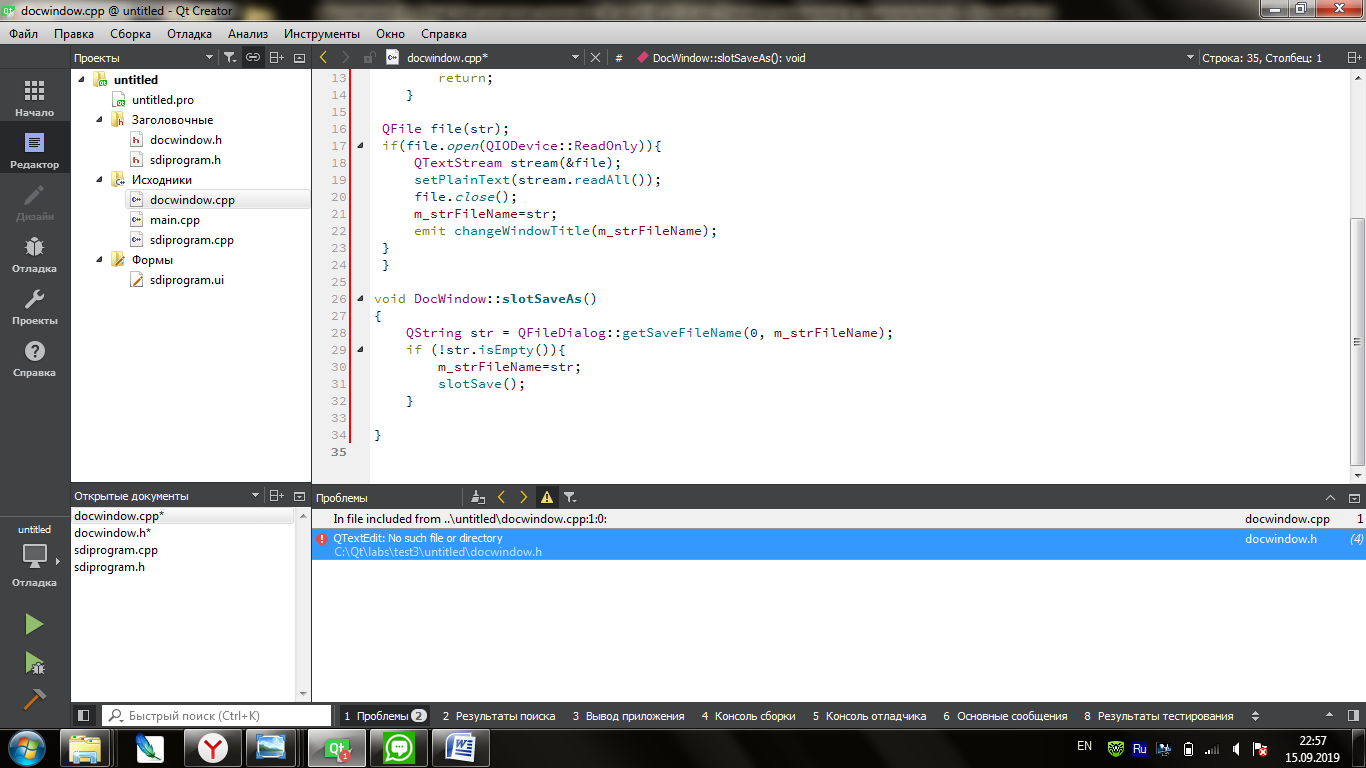 docwindow.cpp @ untitled - Qt Creator
Файл Правка Сборка Отладка Анализ Инструменты Окно Справка
Проекты
docwindow.cpp*
# DocWindow::slotSaveAs(): void
Строка: 35, Столбец: 1
Начало
Редактор
Дизайн
Отладка
Проекты
Справка
untitled
Отладка
untitled
untitled.pro
Заголовочные
docwindow.h
sdiprogram.h
Исходники
docwindow.cpp
main.cpp
sdiprogram.cpp
Формы
sdiprogram.ui
Открытые документы
docwindow.cpp*
docwindow.h*
sdiprogram.cpp
sdiprogram.h
13 return;
14 }
15
16 QFile file(str);
17 if(file.open(QIODevice::ReadOnly)){
18 QTextStream stream(&file);
19 setPlainText(stream.readAll());
20 file.close();
21 m_strFileName=str;
22 emit changeWindowTitle(m_strFileName);
23 }
24 }
25
26 void DocWindow::slotSaveAs()
27 {
28 QString str = QFileDialog::getSaveFileName(0, m_strFileName);
29 if (!str.isEmpty()){
30 m_strFileName=str;
31 slotSave();
32 }
33
34 }
35
Проблемы
In file included from ..\untitled\docwindow.cpp:1:0: docwindow.cpp 1
QTextEdit: No such file or directory docwindow.h (4)
C:\Qt\labs\test3\untitled\docwindow.h
Быстрый поиск (Ctrl+K)
1 Проблемы 2
2 Результаты поиска
3 Вывод приложения
4 Консоль сборки
5 Консоль отладчика
6 Основные сообщения
8 Результаты тестирования
EN
Ru
22:57
15.09.2019